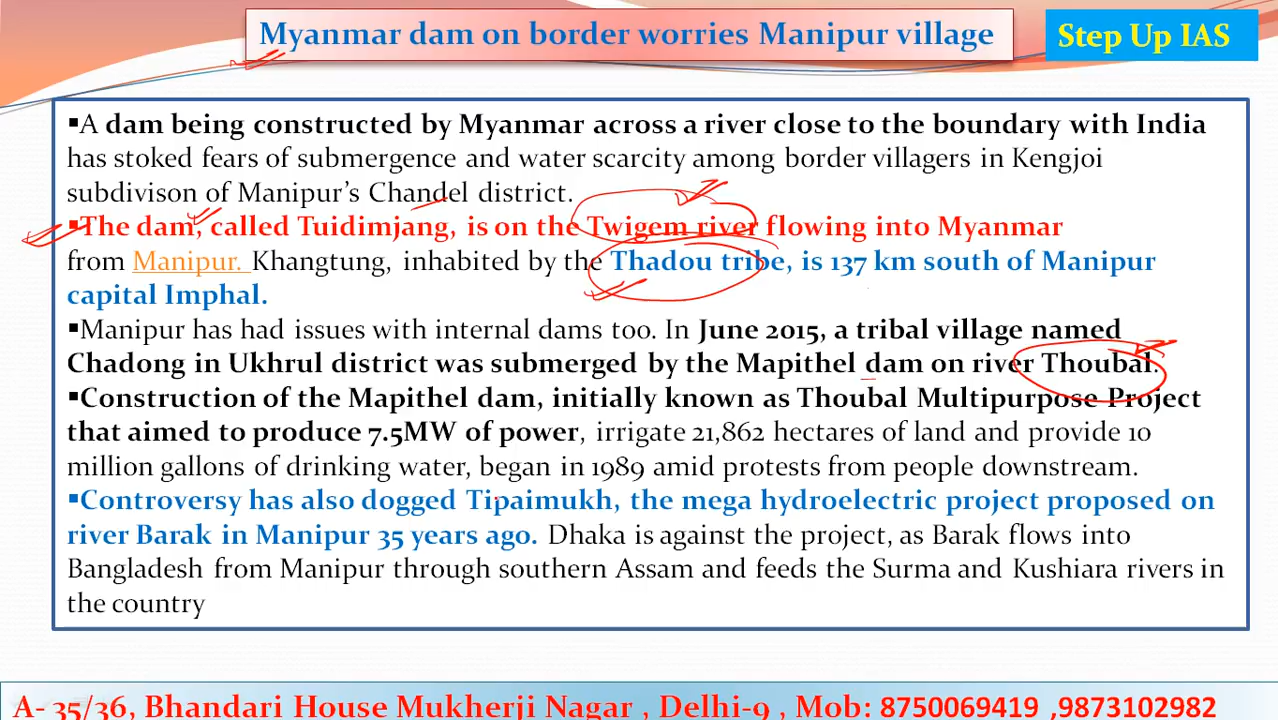 Myanmar dam on border worries Manipur village
Step Up IAS
▪A dam being constructed by Myanmar across a river close to the boundary with India
has stoked fears of submergence and water scarcity among border villagers in Kengjoi
subdivison of Manipur's Chandel district.
▪The dam, called Tuidimjang, is on the Twigem river flowing into Myanmar
from Manipur. Khangtung, inhabited by the Thadou tribe, is 137 km south of Manipur
capital Imphal.
▪Manipur has had issues with internal dams too. In June 2015, a tribal village named
Chadong in Ukhrul district was submerged by the Mapithel dam on river Thoubal.
▪Construction of the Mapithel dam, initially known as Thoubal Multipurpose Project
that aimed to produce 7.5MW of power, irrigate 21,862 hectares of land and provide 10
million gallons of drinking water, began in 1989 amid protests from people downstream.
▪Controversy has also dogged Tipaimukh, the mega hydroelectric project proposed on
river Barak in Manipur 35 years ago. Dhaka is against the project, as Barak flows into
Bangladesh from Manipur through southern Assam and feeds the Surma and Kushiara rivers in
the country
A- 35/36, Bhandari House Mukherji Nagar , Delhi-9 , Mob: 8750069419 ,9873102982